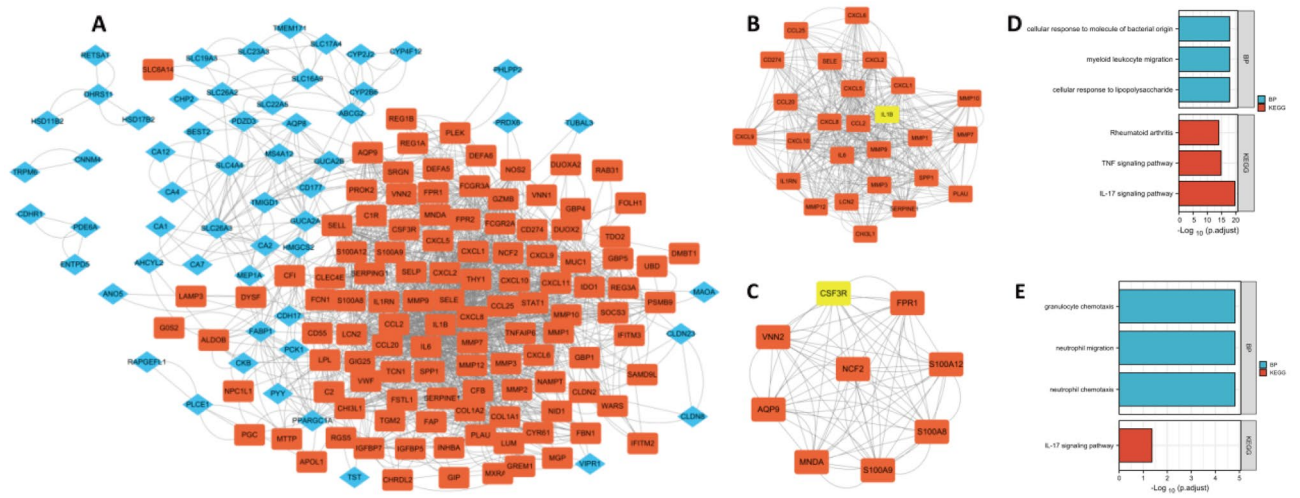 A
TMEM171
RETSAT
SLC19A3
SLC23A3
SLC17A4
CYP2J2
CYP4F12
SLC6A14
SLC16A9
PHLPP2
DHRS11
CHP2
SLC26A2
CYP2B6
HSD11B2
HSD17B2
SLC22A5
ABCG2
BEST2
PDZD3
AQP8
REG1B
PLEK
PRDX6
CNNM4
CA12
MS4A12
REG1A
TRPM6
SLC4A4
GUCA2B
AQP9
DEFA6
NOS2
DUOXA2
RAB31
CA4
CD177
SRGN
DEFA5
FCGR3A
VNN1
CDHR1
TMIGD1
PROK2
VNN2
FPR1
GZMB
GBP4
FOLH1
PDE6A
CA1
SLC26A3
GUCA2A
SELL
C1R
MNDA
FPR2
FCGR2A
CD274
DUOX2
TDO2
ENTPD5
AHCYL2
CA7
CA2
HMGCS2
CSF3R
CXCL5
CXCL1
NCF2
CXCL9
MUC1
GBP5
UBD
DMBT1
MEP1A
CFI
S100A12
S100A9
SERPING1
SELP
CXCL2
THY1
CXCL10
CXCL11
IDO1
REG3A
PSMB9
MAOA
ANO5
LAMP3
DYSF
CLEC4E
FCN1
S100A8
IL1RN
MMP9
SELE
CCL25
STAT1
MMP10
SOCS3
CDH17
G0S2
ALDOB
FABP1
CD55
LCN2
CCL2
IL1B
CXCL8
TNFAIP6
MMP1
IFITM3
CLDN23
PCK1
CCL20
IL6
MMP7
CXCL6
GBP1
RAPGEFL1
CKB
LPL
GIG25
TCN1
SPP1
MMP12
MMP3
NAMPT
SAMD9L
NPC1L1
VWF
C2
SERPINE1
CFB
MMP2
CLDN2
PLCE1
PYY
CHI3L1
FSTL1
COL1A2
COL1A1
NID1
WARS
CLDN8
PPARGC1A
TGM2
FAP
PLAU
CYR61
FBN1
IFITM2
PGC
MTTP
IRGS5
IGFBP7
IGFBP5
INHBA
LUM
MGP
VIPR1
APOL1
TST
CHRDL2
GIP
GREM1
B
CXCL6
CCL25
CD274
SELE
CXCL2
CXCL5
CXCL1
CCL20
IL1B
MMP10
CXCL9
CXCL8
CCL2
CXCL10
MMP1
MMP7
IL6
MMP9
IL1RN
MMP3
SPP1
PLAU
MMP12
LCN2
SERPINE1
CHI3L1
C
CSF3R
FPR1
VNN2
NCF2
S100A12
AQP9
S100A8
MNDA
S100A9
D
cellular response to molecule of bacterial origin
myeloid leukocyte migration
cellular response to lipopolysaccharide
BP
BP
KEGG
Rheumatoid arthritis
TNF signaling pathway
IL-17 signaling pathway
KEGG
0 5 10 15 20
-Log 10 (p.adjust)
E
granulocyte chemotaxis
neutrophil migration
neutrophil chemotaxis
BP
BP
KEGG
IL-17 signaling pathway
KEGG
0 1 2 3 4 5
-Log 10 (p.adjust)